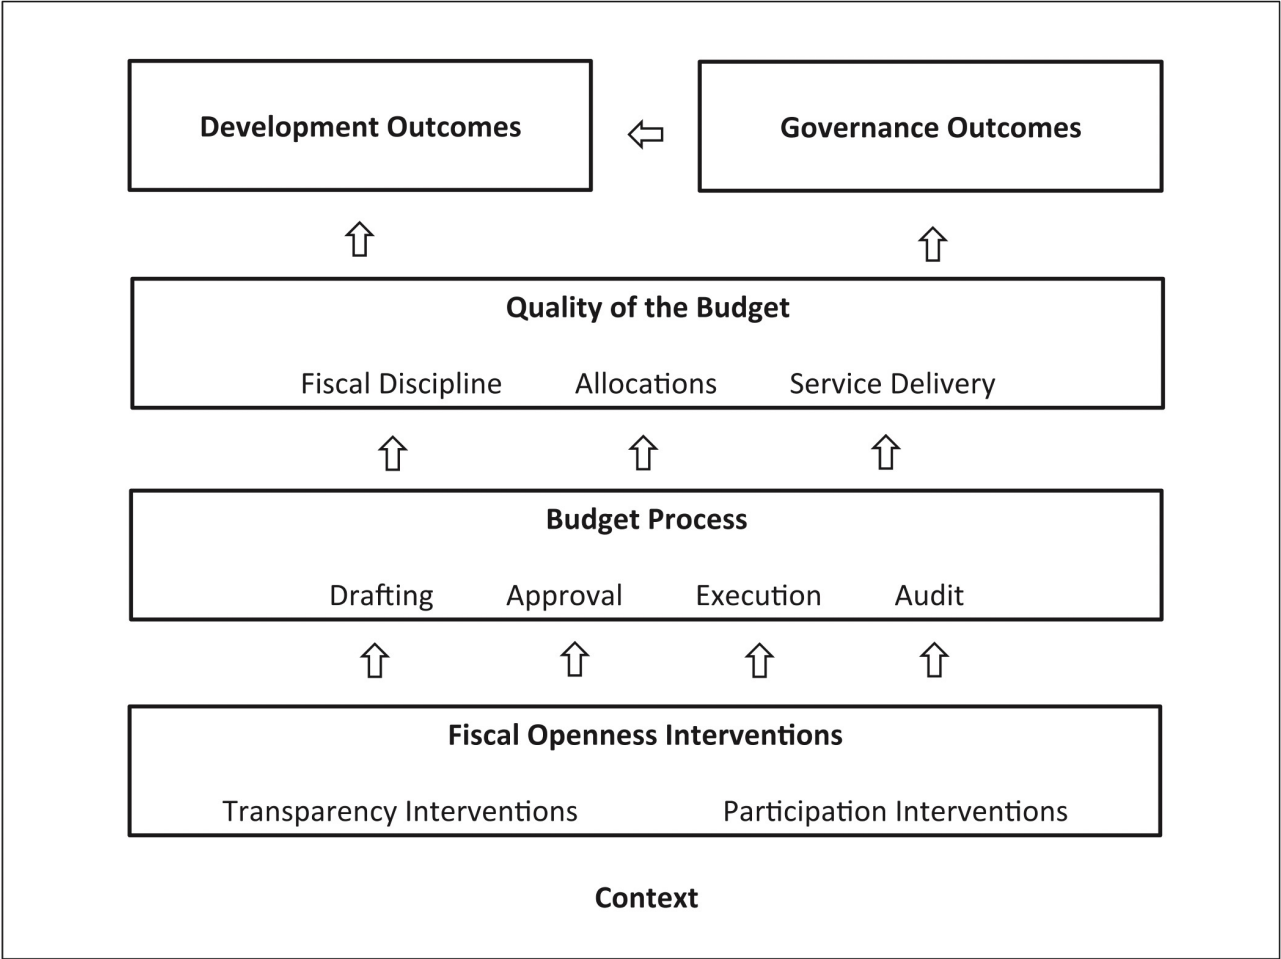 Development Outcomes
Governance Outcomes
Quality of the Budget
Fiscal Discipline Allocations Service Delivery
Budget Process
Drafting Approval Execution Audit
Fiscal Openness Interventions
Transparency Interventions Participation Interventions
Context